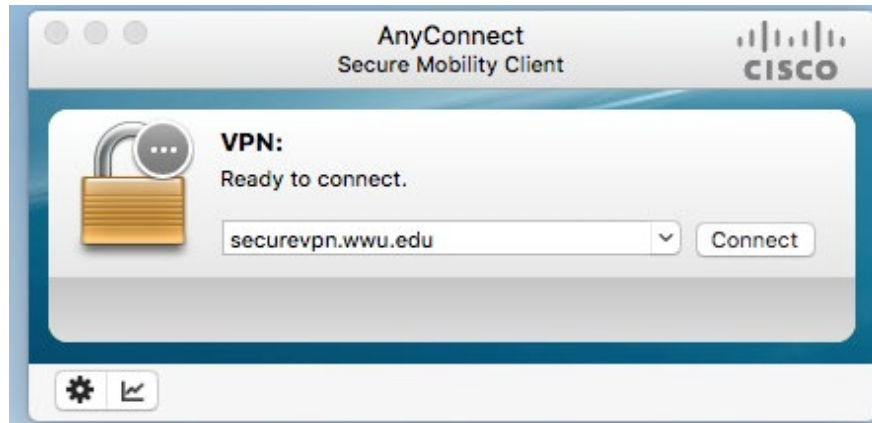 AnyConnect
Secure Mobility Client
CISCO
VPN:
Ready to connect.
securevpn.wwu.edu
Connect